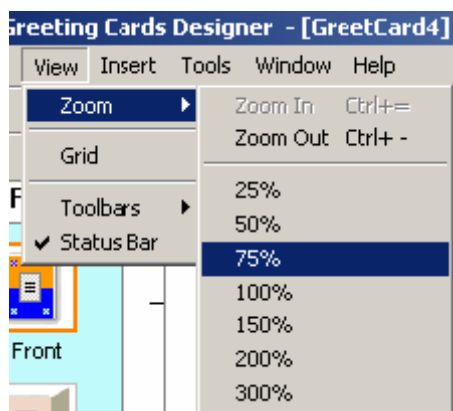 Greeting Cards Designer - [GreetCard4]
View Insert Tools Window Help
Zoom
Zoom In Ctrl+=
Zoom Out Ctrl+ -
Grid
Toolbars
Status Bar
25%
50%
75%
100%
150%
200%
300%
F
Front